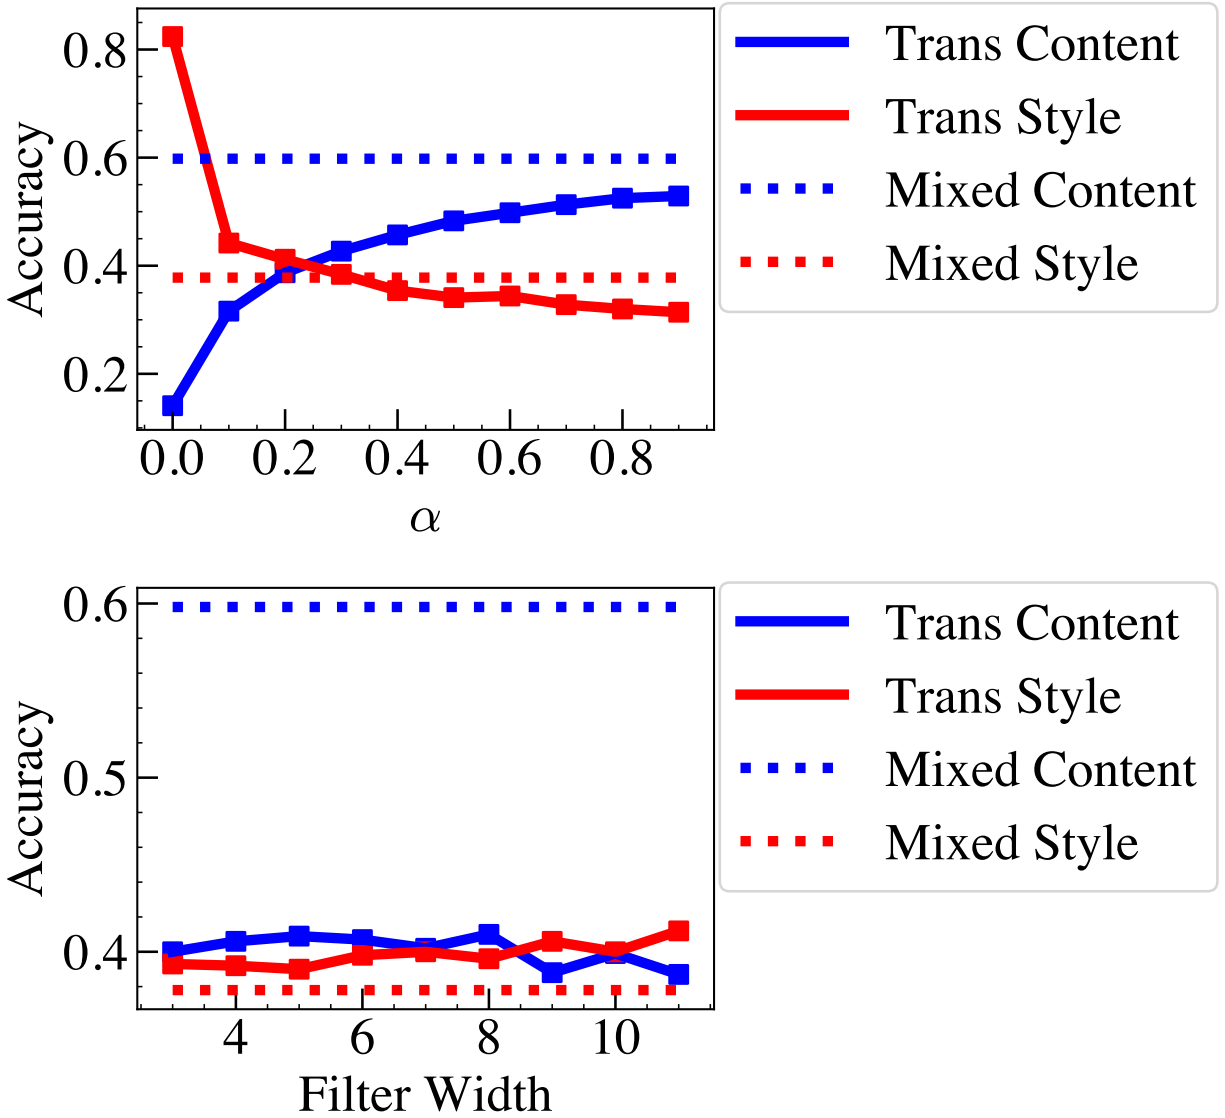 Accuracy
0.8
0.6
0.4
0.2
0.0 0.2 0.4 0.6 0.8
α
Trans Content
Trans Style
Mixed Content
Mixed Style
Accuracy
0.6
0.5
0.4
4 6 8 10
Filter Width
Trans Content
Trans Style
Mixed Content
Mixed Style